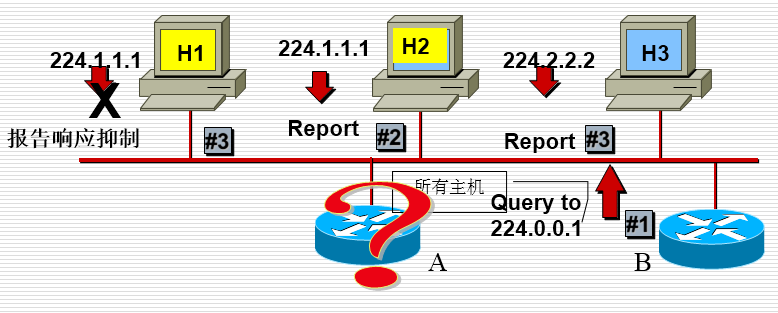 H1
H2
H3
224.1.1.1
224.1.1.1
224.2.2.2
X
报告响应抑制
#3
Report
#2
Report
#3
所有主机
Query to
224.0.0.1
#1
?
A
B